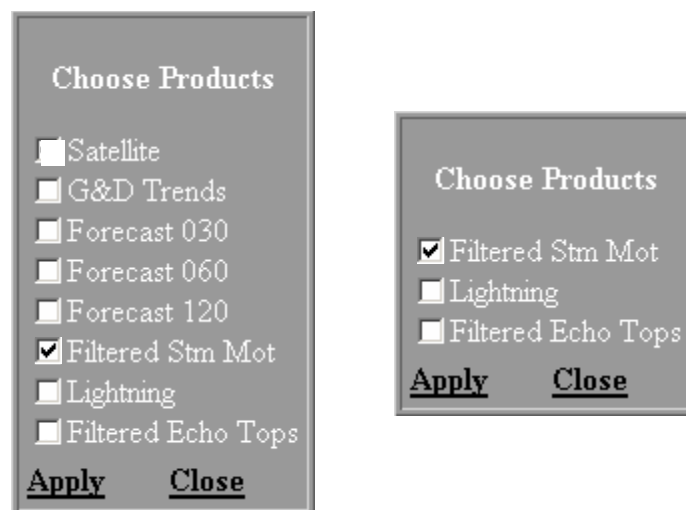 Choose Products
Satellite
G&D Trends
Forecast 030
Forecast 060
Forecast 120
Filtered Stm Mot
Lightning
Filtered Echo Tops
Apply Close
Choose Products
Filtered Stm Mot
Lightning
Filtered Echo Tops
Apply Close